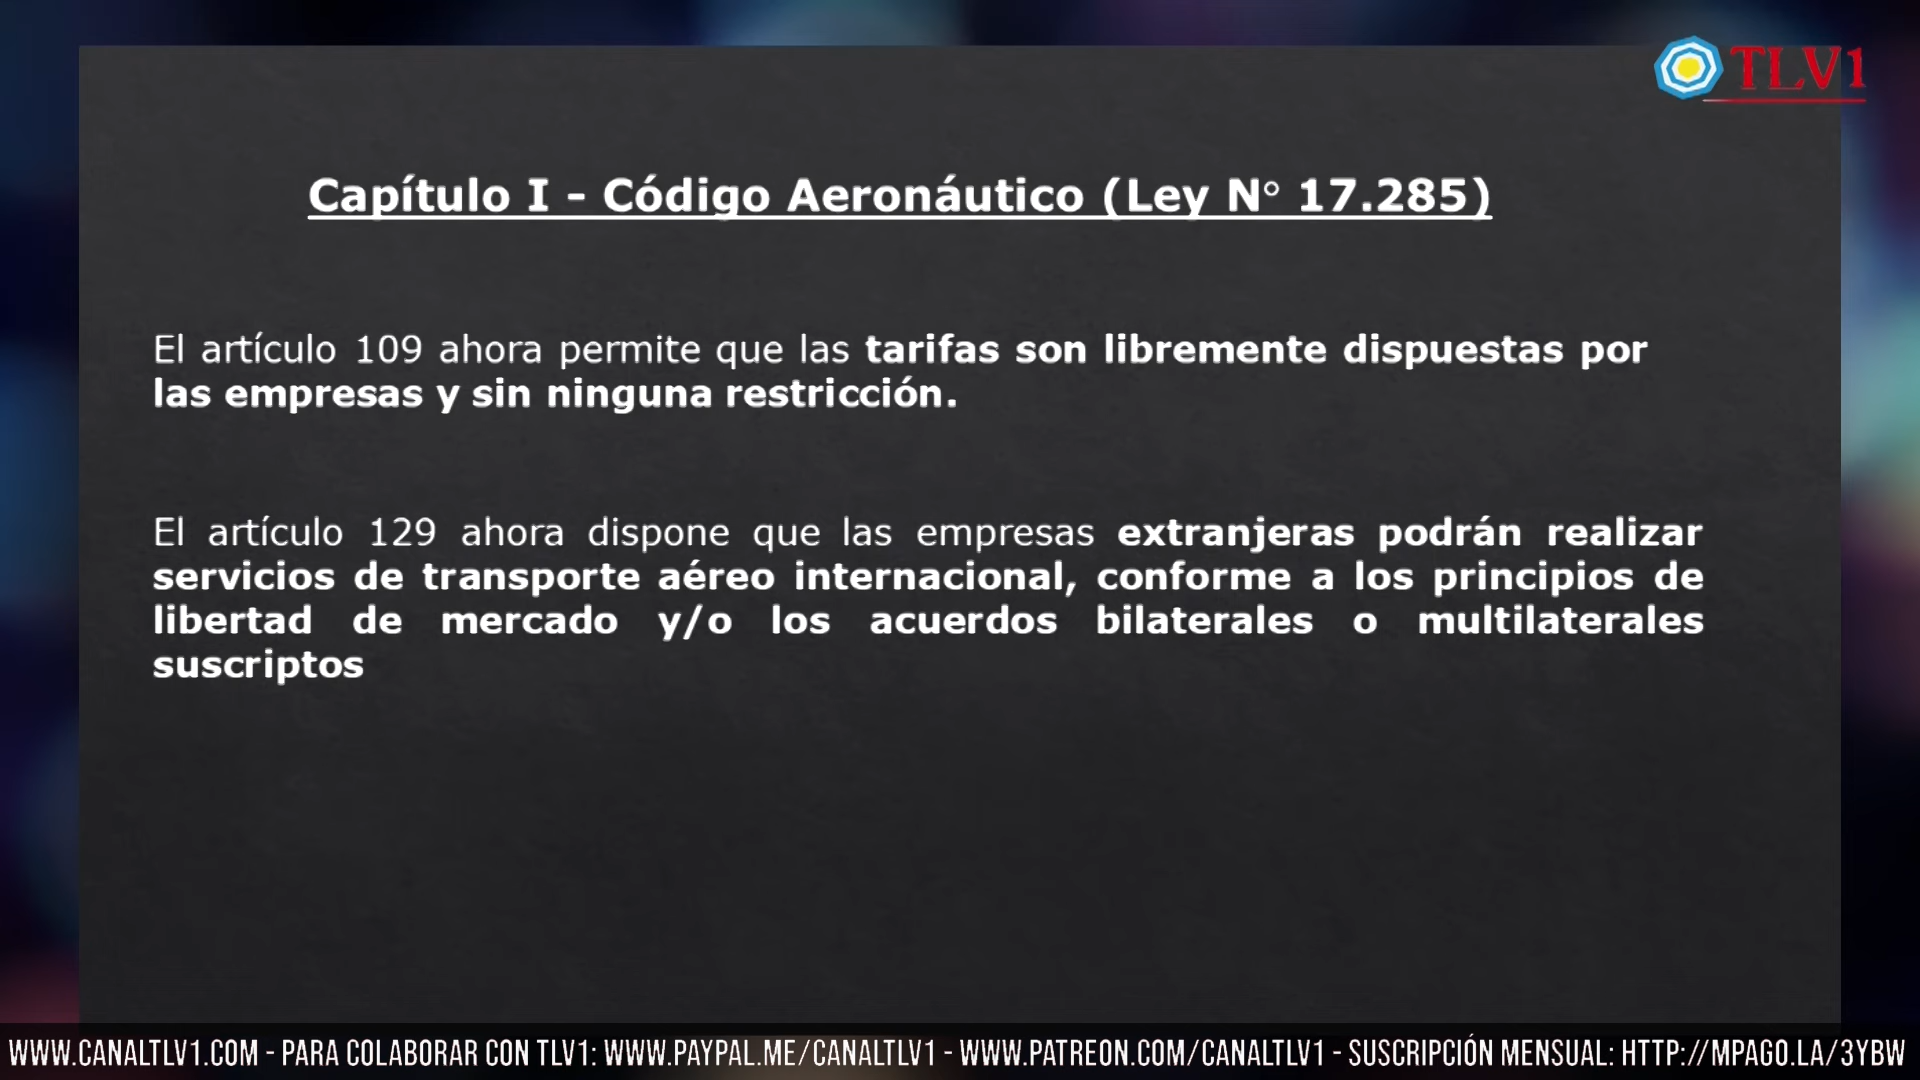 TLV1
Capítulo I - Código Aeronáutico (Ley N° 17.285)
El artículo 109 ahora permite que las tarifas son libremente dispuestas por
las empresas y sin ninguna restricción.
El artículo 129 ahora dispone que las empresas extranjeras podrán realizar
servicios de transporte aéreo internacional, conforme a los principios de
libertad de mercado y/o los acuerdos bilaterales o multilaterales
suscriptos
WWW.CANALTLV1.COM - PARA COLABORAR CON TLV1: WWW.PAYPAL.ME/CANALTLV1 - WWW.PATREON.COM/CANALTLV1 - SUSCRIPCIÓN MENSUAL: HTTP://MPAGO.LA/3YBW